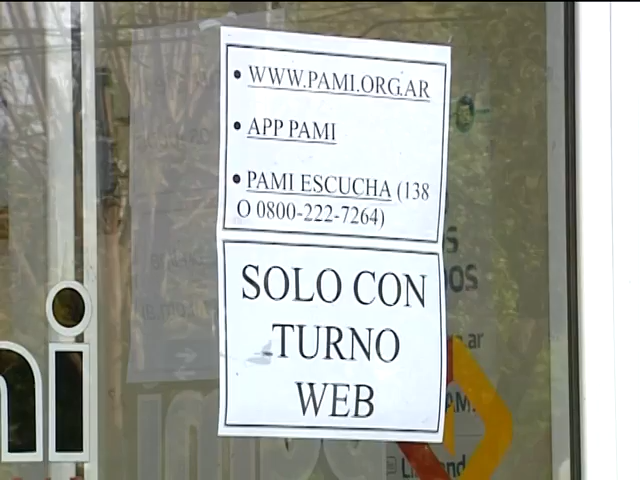 • WWW.PAMI.ORG.AR
• APP PAMI
• PAMI ESCUCHA (138
O 0800-222-7264)
SOLO CON
TURNO
WEB